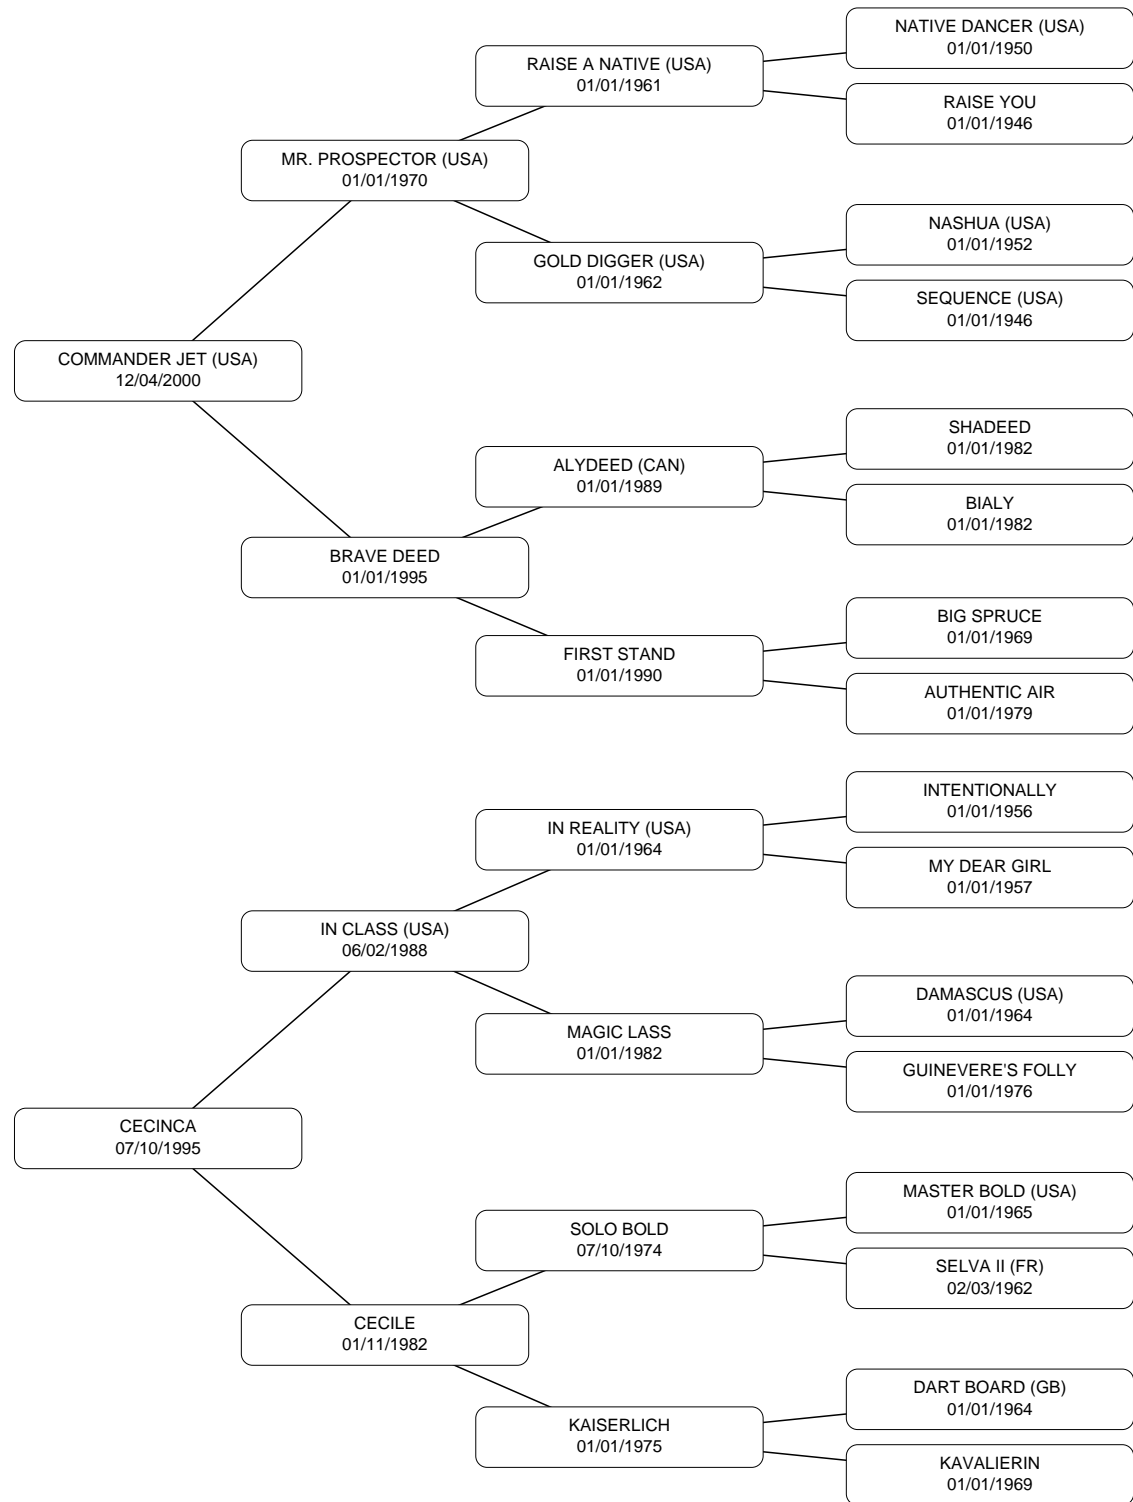 NATIVE DANCER (USA)
01/01/1950
RAISE A NATIVE (USA)
01/01/1961
RAISE YOU
01/01/1946
MR. PROSPECTOR (USA)
01/01/1970
NASHUA (USA)
01/01/1952
GOLD DIGGER (USA)
01/01/1962
SEQUENCE (USA)
01/01/1946
COMMANDER JET (USA)
12/04/2000
SHADEED
01/01/1982
ALYDEED (CAN)
01/01/1989
BIALY
01/01/1982
BRAVE DEED
01/01/1995
BIG SPRUCE
01/01/1969
FIRST STAND
01/01/1990
AUTHENTIC AIR
01/01/1979
INTENTIONALLY
01/01/1956
IN REALITY (USA)
01/01/1964
MY DEAR GIRL
01/01/1957
IN CLASS (USA)
06/02/1988
DAMASCUS (USA)
01/01/1964
MAGIC LASS
01/01/1982
GUINEVERE'S FOLLY
01/01/1976
CECINCA
07/10/1995
MASTER BOLD (USA)
01/01/1965
SOLO BOLD
07/10/1974
SELVA II (FR)
02/03/1962
CECILE
01/11/1982
DART BOARD (GB)
01/01/1964
KAISERLICH
01/01/1975
KAVALIERIN
01/01/1969